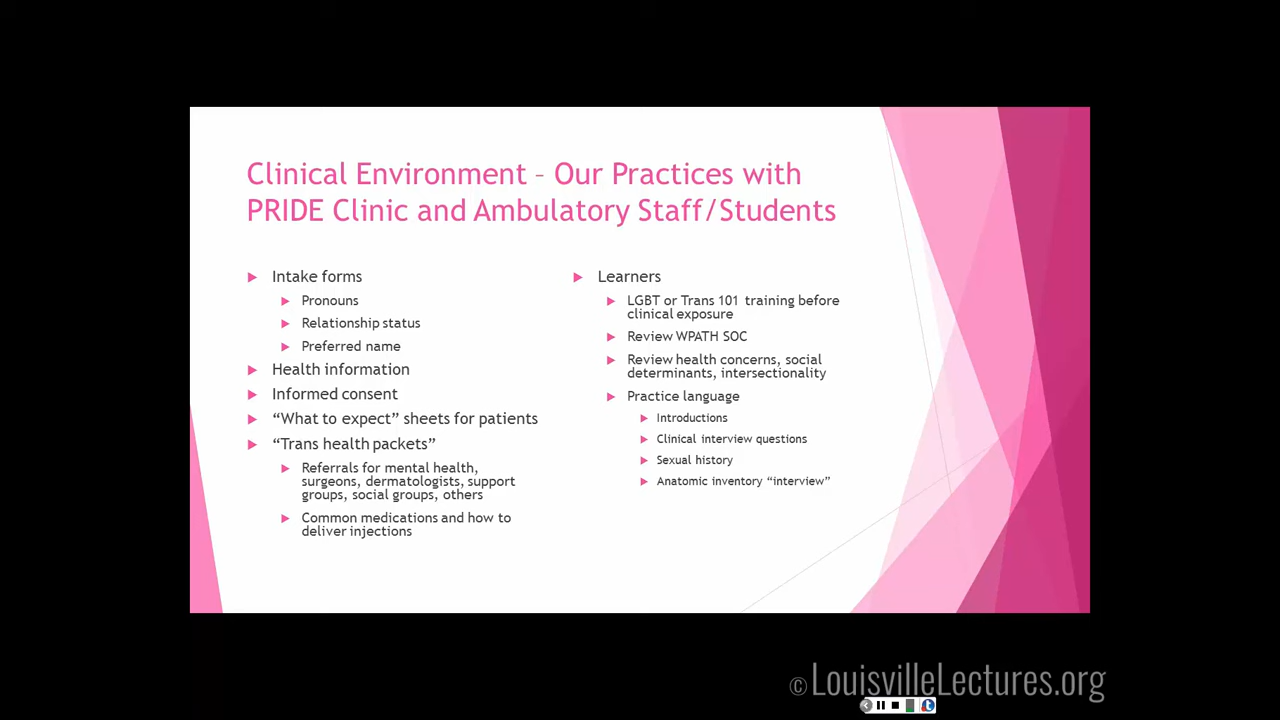 Clinical Environment – Our Practices with
PRIDE Clinic and Ambulatory Staff/Students
Intake forms
Pronouns
Relationship status
Preferred name
Health information
Informed consent
“What to expect” sheets for patients
“Trans health packets”
Referrals for mental health,
surgeons, dermatologists, support
groups, social groups, others
Common medications and how to
deliver injections
Learners
LGBT or Trans 101 training before
clinical exposure
Review WPATH SOC
Review health concerns, social
determinants, intersectionality
Practice language
Introductions
Clinical interview questions
Sexual history
Anatomic inventory “interview”
© LouisvilleLectures.org